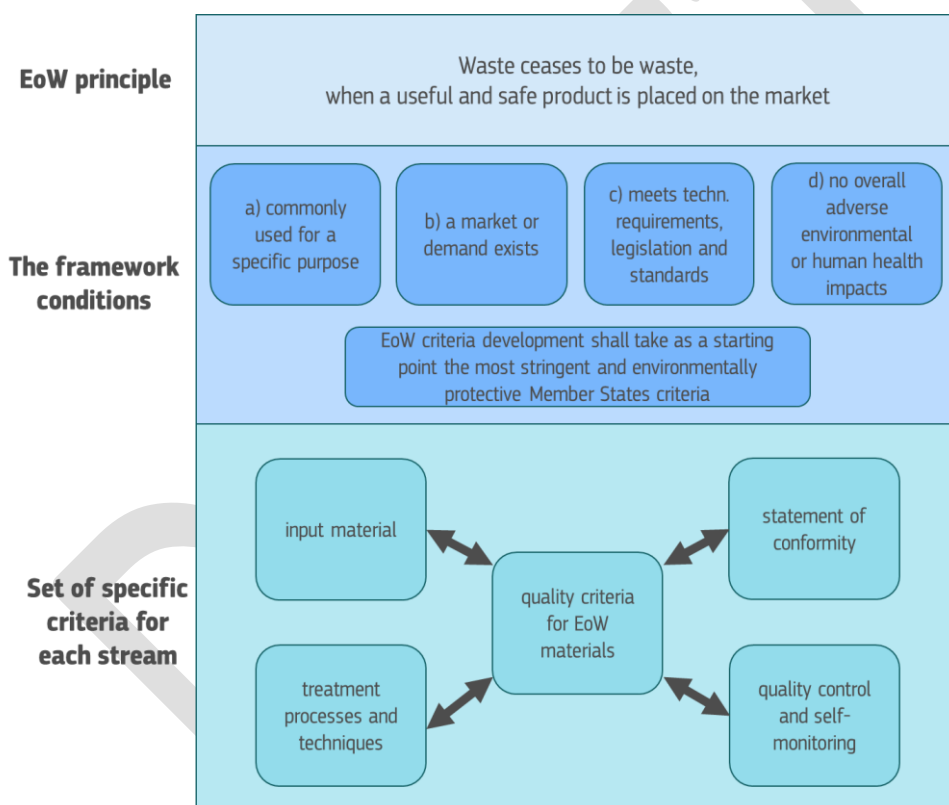 EoW principle
Waste ceases to be waste,
when a useful and safe product is placed on the market
The framework
conditions
a) commonly
used for a
specific purpose
b) a market or
demand exists
c) meets techn.
requirements,
legislation and
standards
d) no overall
adverse
environmental
or human health
impacts
EoW criteria development shall take as a starting
point the most stringent and environmentally
protective Member States criteria
Set of specific
criteria for
each stream
input material
statement of
conformity
quality criteria
for EoW
materials
treatment
processes and
techniques
quality control
and self-
monitoring